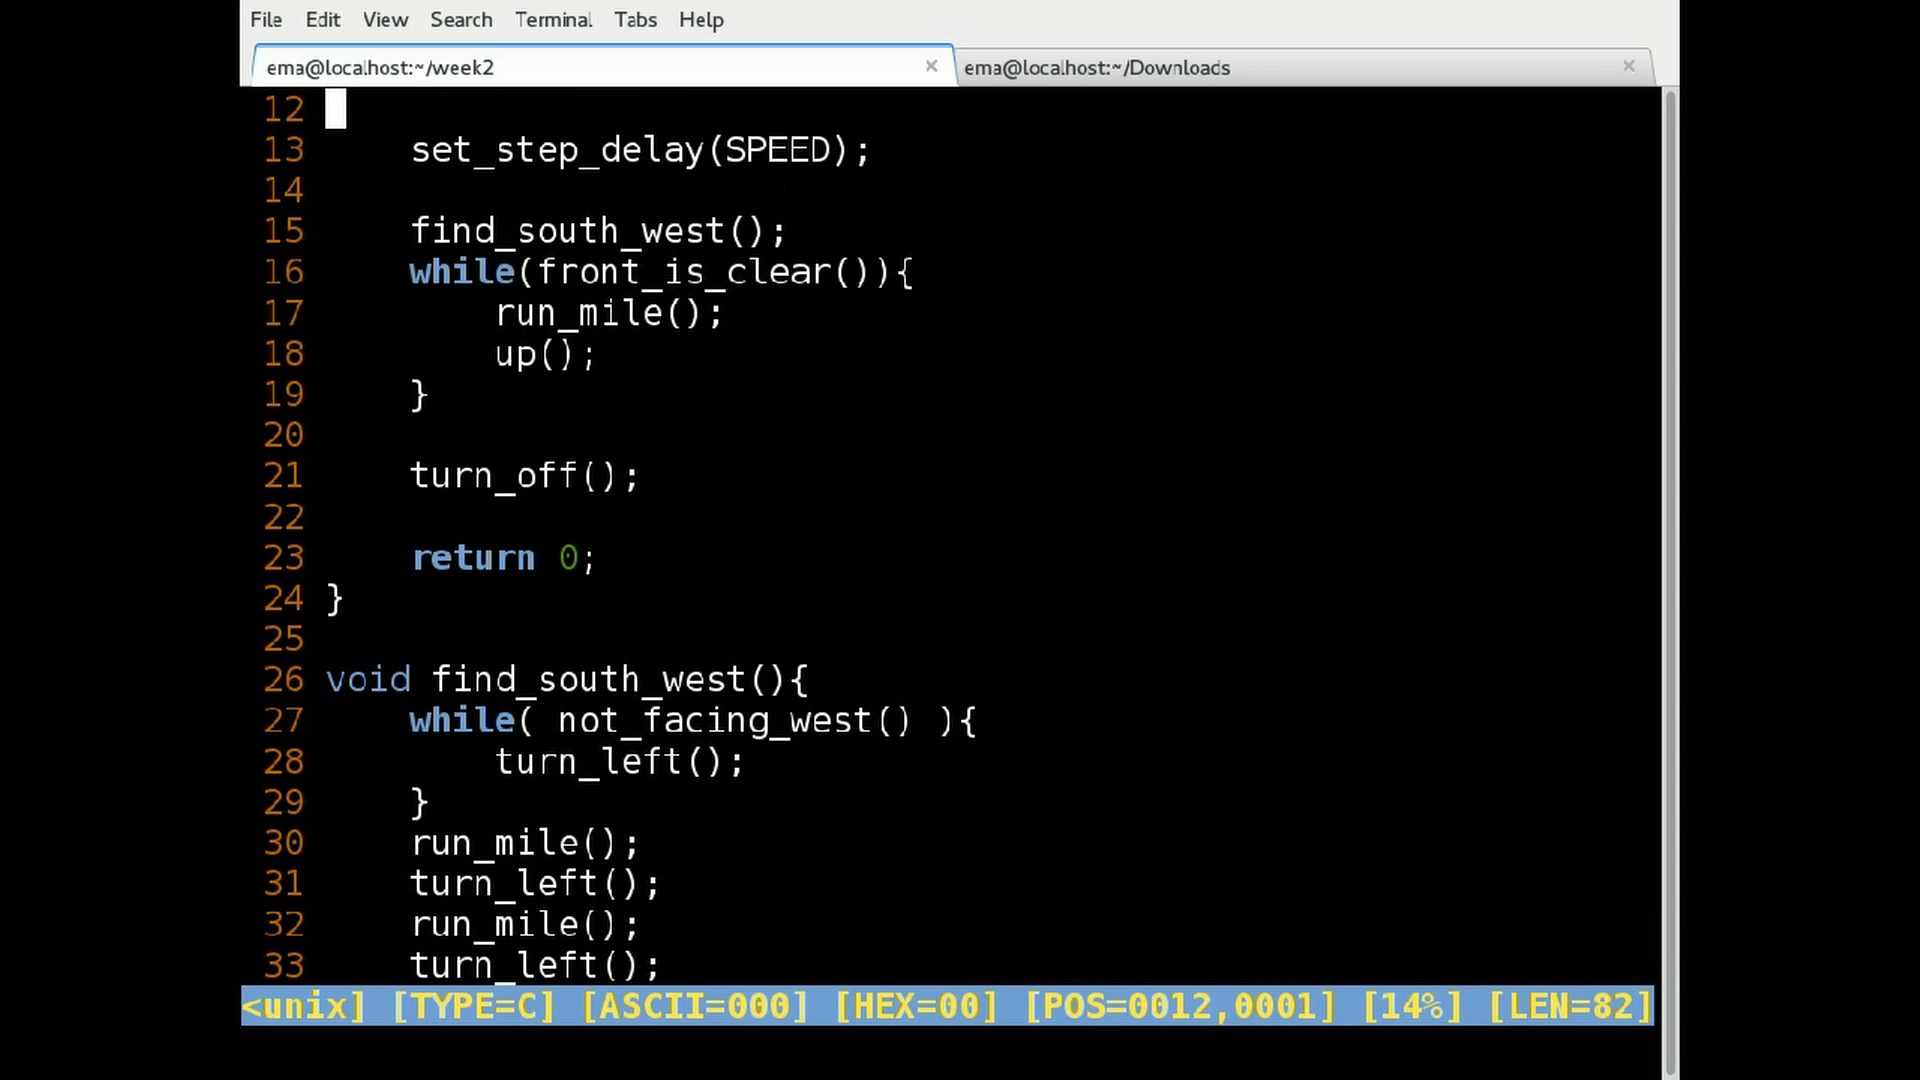 File Edit View Search Terminal Tabs Help
ema@localhost:~/week2 × ema@localhost:~/Downloads ×
12
13 set_step_delay(SPEED);
14
15 find_south_west();
16 while(front_is_clear()){
17 run_mile();
18 up();
19 }
20
21 turn_off();
22
23 return 0;
24 }
25
26 void find_south_west(){
27 while( not_facing_west() ){
28 turn_left();
29 }
30 run_mile();
31 turn_left();
32 run_mile();
33 turn_left();
<unix] [TYPE=C] [ASCII=000] [HEX=00] [POS=0012,0001] [14%] [LEN=82]